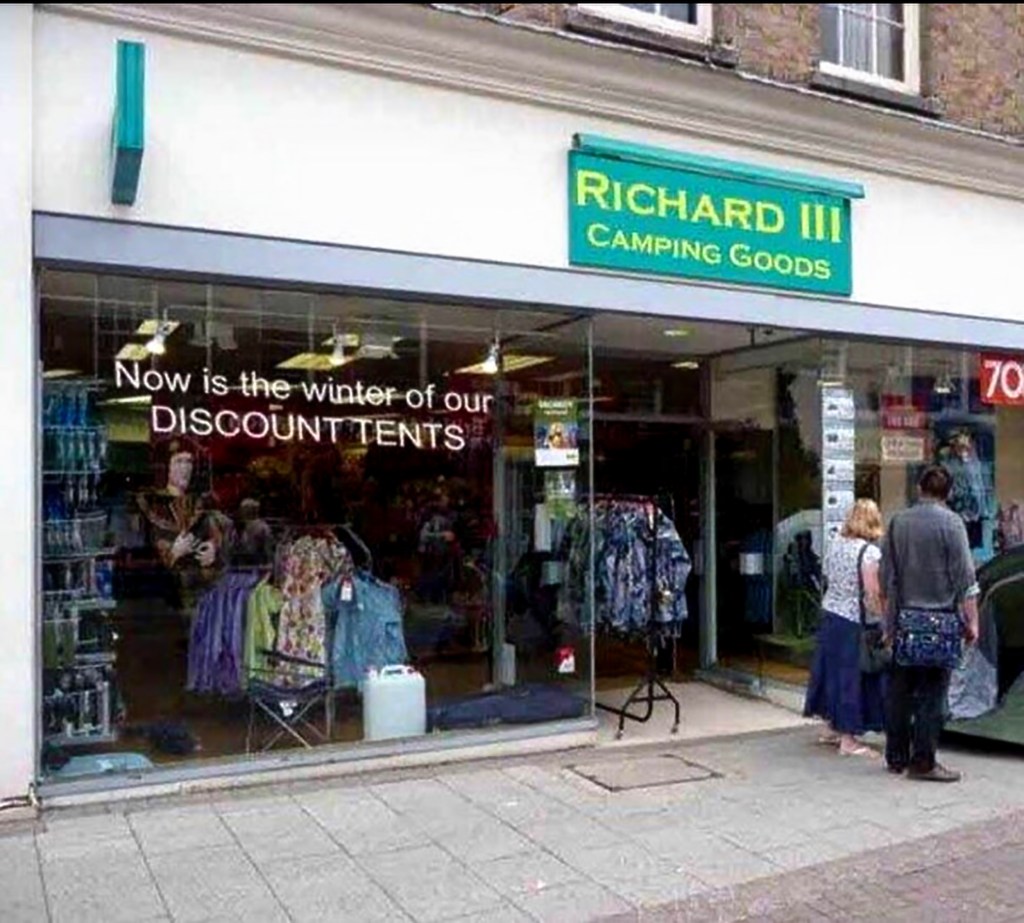 RICHARD III
CAMPING GOODS
Now is the winter of our
DISCOUNT TENTS
70